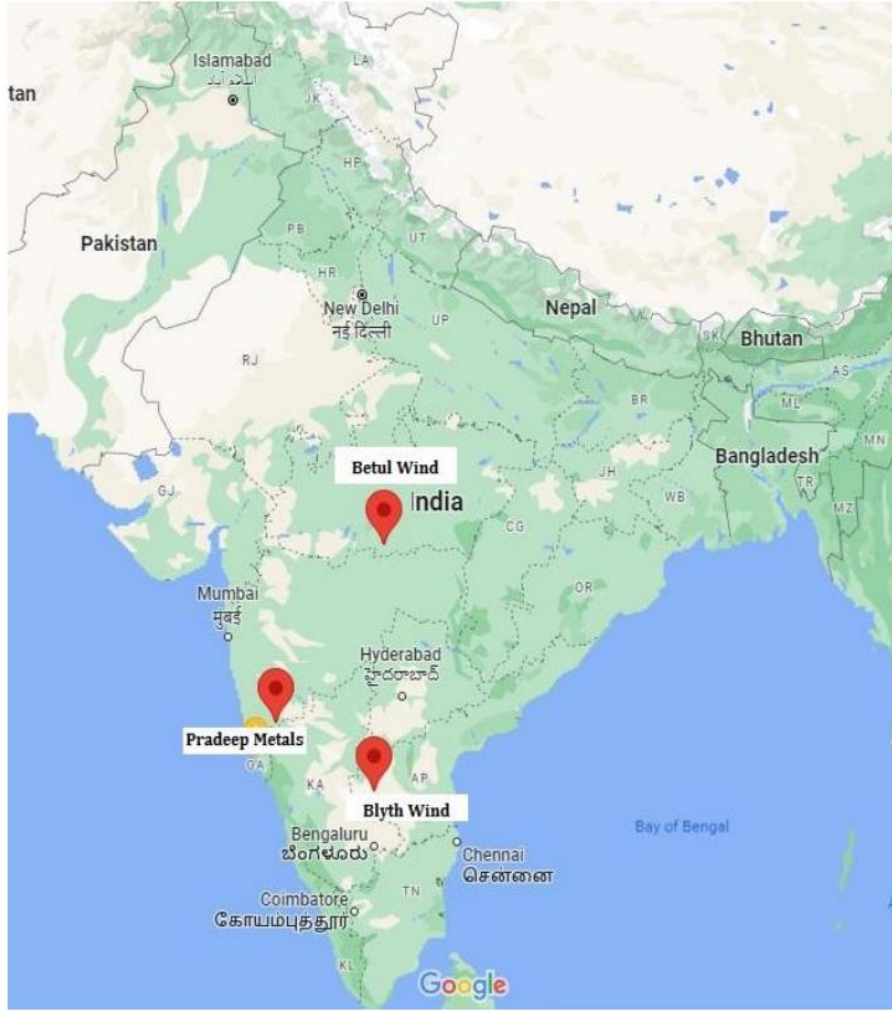 Islamabad
اسلام آباد
LA
tan
JK
HP
Pakistan
PB
UT
HR
New Delhi
नई दिल्ली
UP
Nepal
SK
Bhutan
RJ
AS
BR
ML
MN
Betul Wind
Bangladesh
India
GJ
JH
WB
TR
MZ
CG
OR
Mumbai
मुंबई
Hyderabad
హైదరాబాద్
Pradeep Metals
GA
KA
AP
Blyth Wind
Bay of Bengal
Bengaluru
ಬೆಂಗಳೂರು
Chennai
சென்னை
TN
Coimbatore
கோயம்புத்தூர்
KL
Google